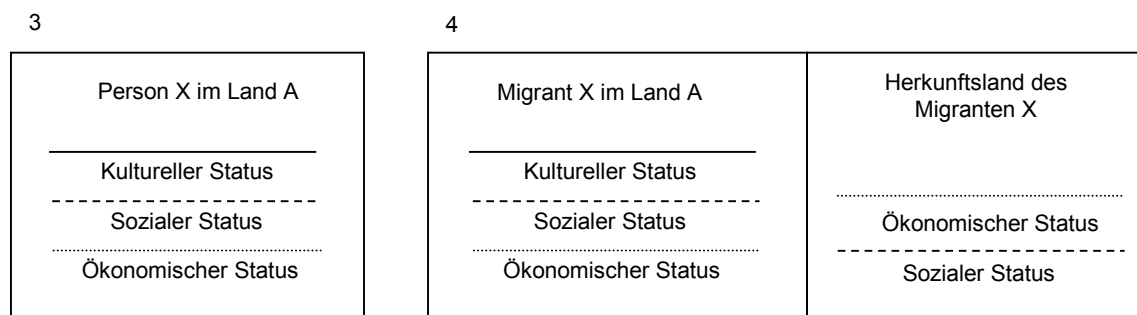 3
Person X im Land A
Kultureller Status
Sozialer Status
Ökonomischer Status
4
Migrant X im Land A
Kultureller Status
Sozialer Status
Ökonomischer Status
Herkunftsland des
Migranten X
Ökonomischer Status
Sozialer Status